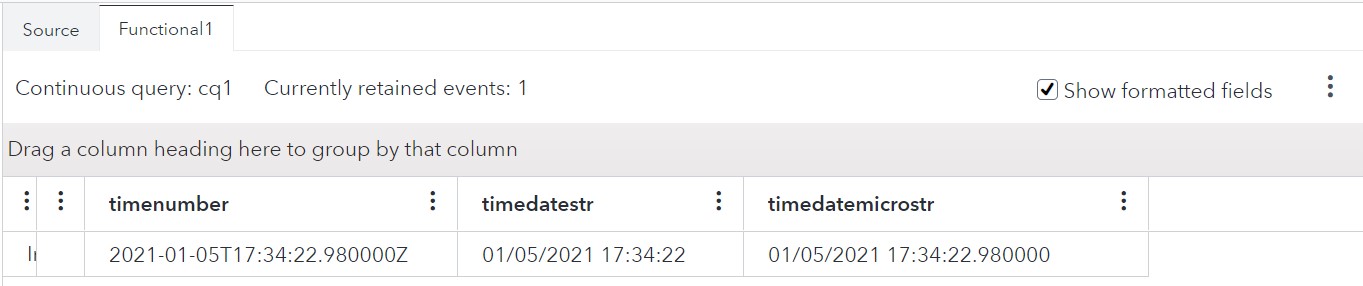 Source Functional1
Continuous query: cq1 Currently retained events: 1 Show formatted fields
Drag a column heading here to group by that column
timenumber timedatestr timedatemicrostr
2021-01-05T17:34:22.980000Z 01/05/2021 17:34:22 01/05/2021 17:34:22.980000